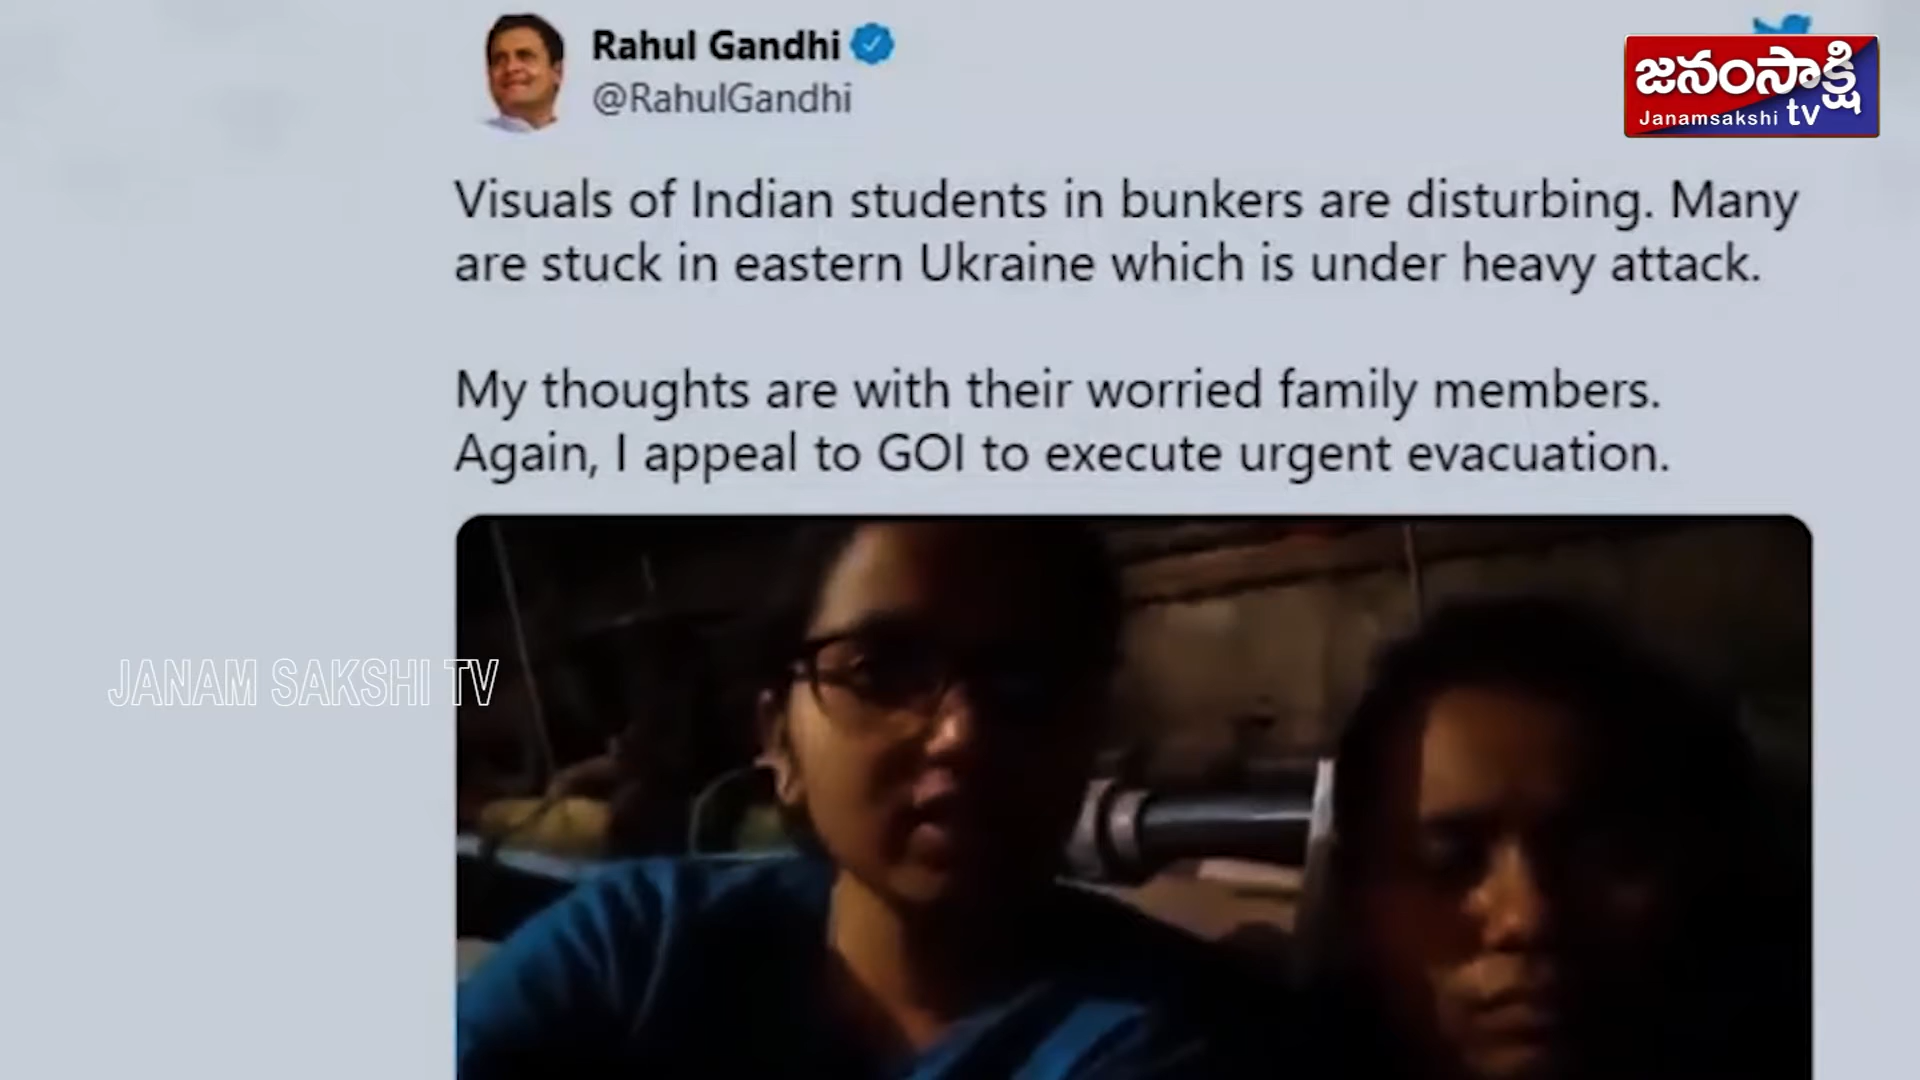 Rahul Gandhi
@RahulGandhi
జనంసాక్షి
Janamsakshi tv
Visuals of Indian students in bunkers are disturbing. Many
are stuck in eastern Ukraine which is under heavy attack.
My thoughts are with their worried family members.
Again, I appeal to GOI to execute urgent evacuation.
JANAM SAKSHI TV